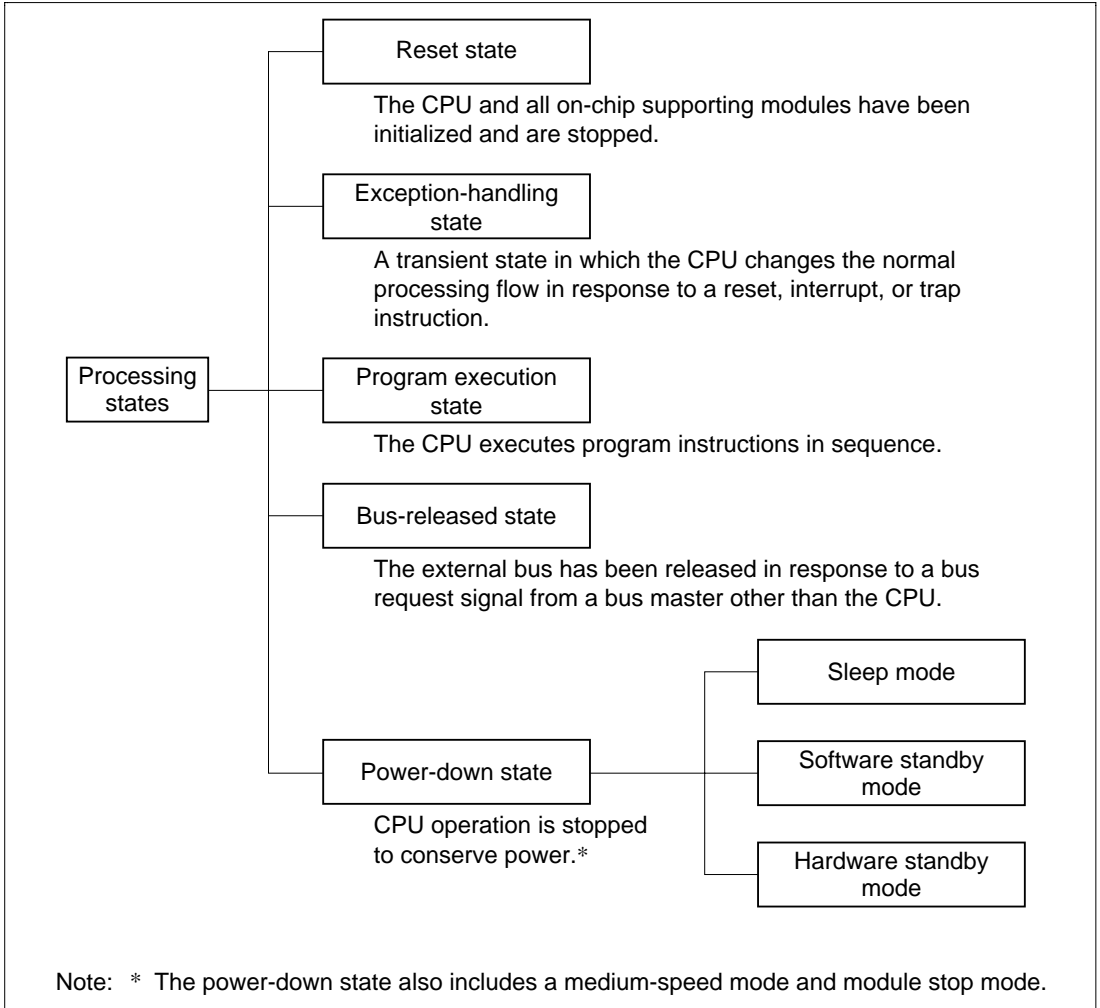 Reset state
The CPU and all on-chip supporting modules have been
initialized and are stopped.
Exception-handling
state
A transient state in which the CPU changes the normal
processing flow in response to a reset, interrupt, or trap
instruction.
Processing
states
Program execution
state
The CPU executes program instructions in sequence.
Bus-released state
The external bus has been released in response to a bus
request signal from a bus master other than the CPU.
Sleep mode
Power-down state
Software standby
mode
CPU operation is stopped
to conserve power.*
Hardware standby
mode
Note: * The power-down state also includes a medium-speed mode and module stop mode.